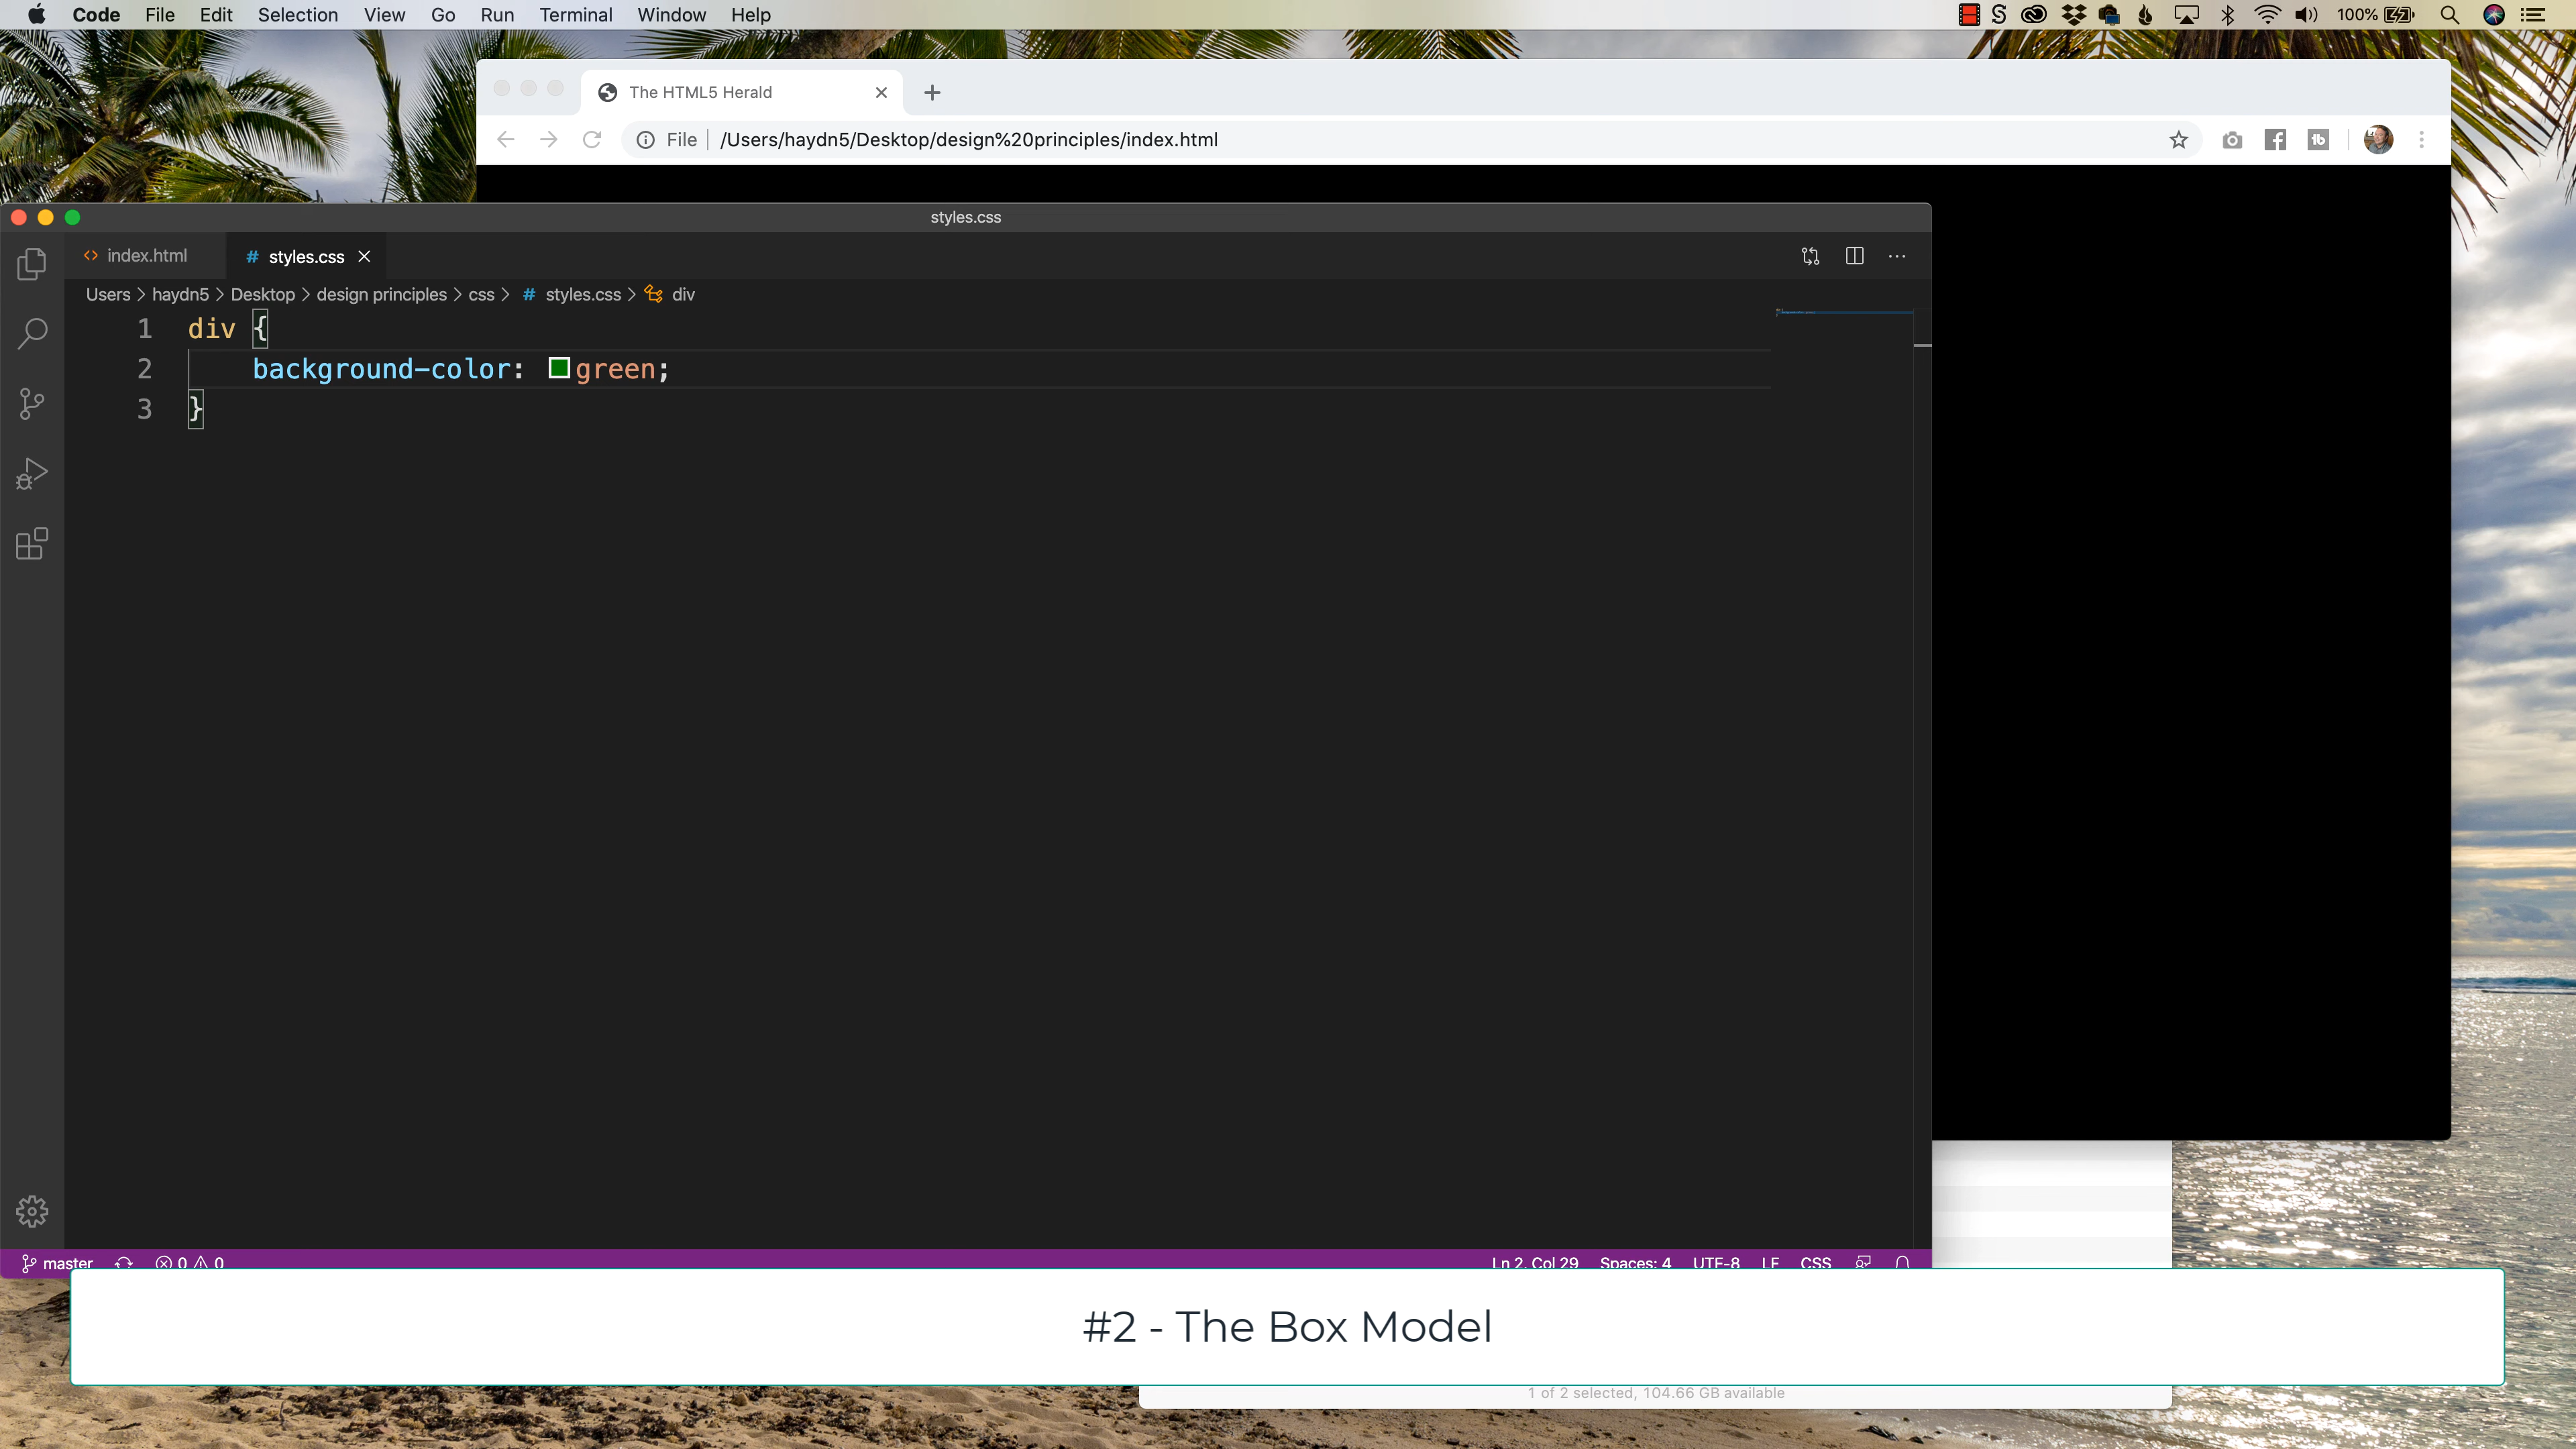 Code File Edit Selection View Go Run Terminal Window Help 100%
The HTML5 Herald
File /Users/haydn5/Desktop/design%20principles/index.html
styles.css
index.html # styles.css
Users > haydn5 > Desktop > design principles > css > # styles.css > div
1 div {
2 background-color: green;
3 }
master 0 0 Ln 2, Col 29 Spaces: 4 UTF-8 LF CSS
#2 - The Box Model
1 of 2 selected, 104.66 GB available